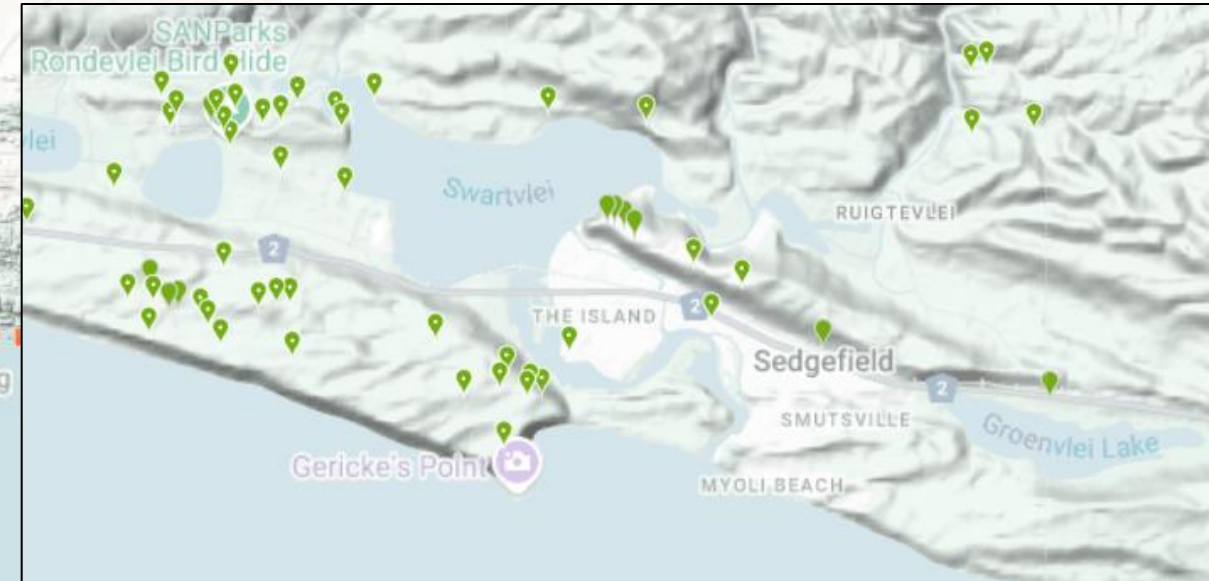 SANParks
Rondevlei Bird Hide
vlei
Swartvlei
RUIGTEVLEI
2
THE ISLAND
2
Sedgefield
2
SMUTSVILLE
Groenvlei Lake
Gericke's Point
MYOLI BEACH
g